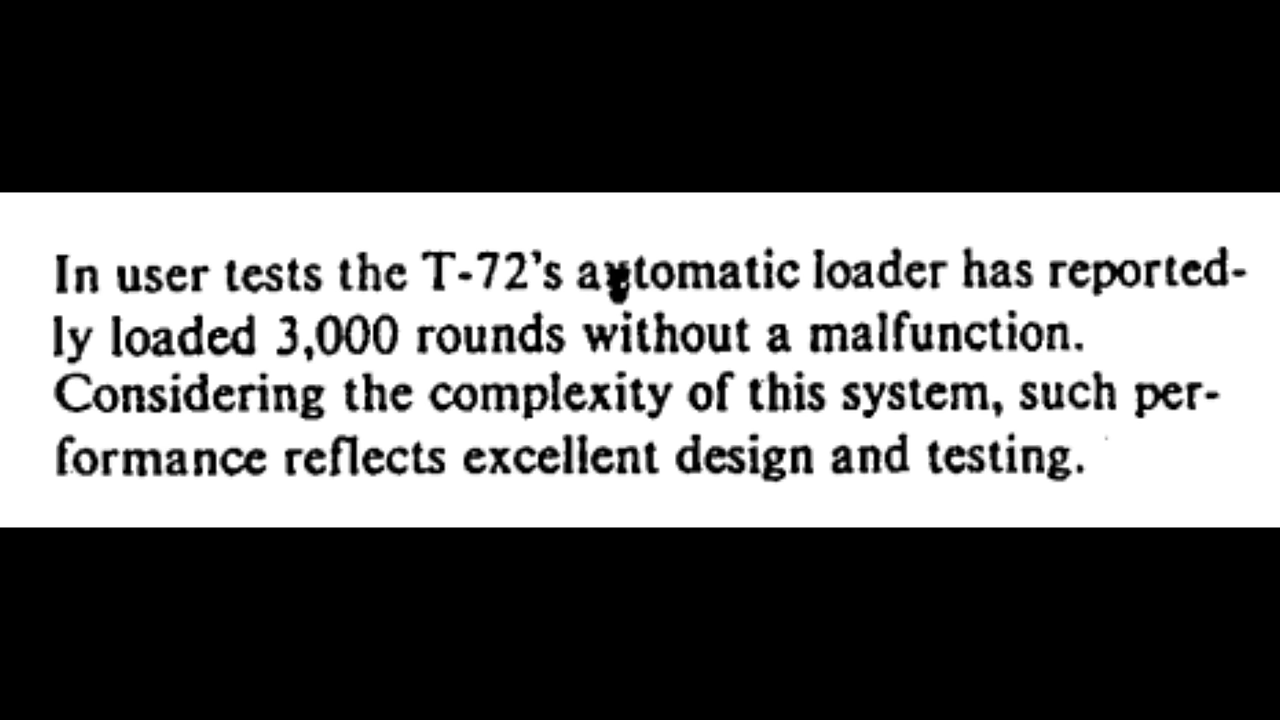 In user tests the T-72's automatic loader has reported-
ly loaded 3,000 rounds without a malfunction.
Considering the complexity of this system, such per-
formance reflects excellent design and testing.